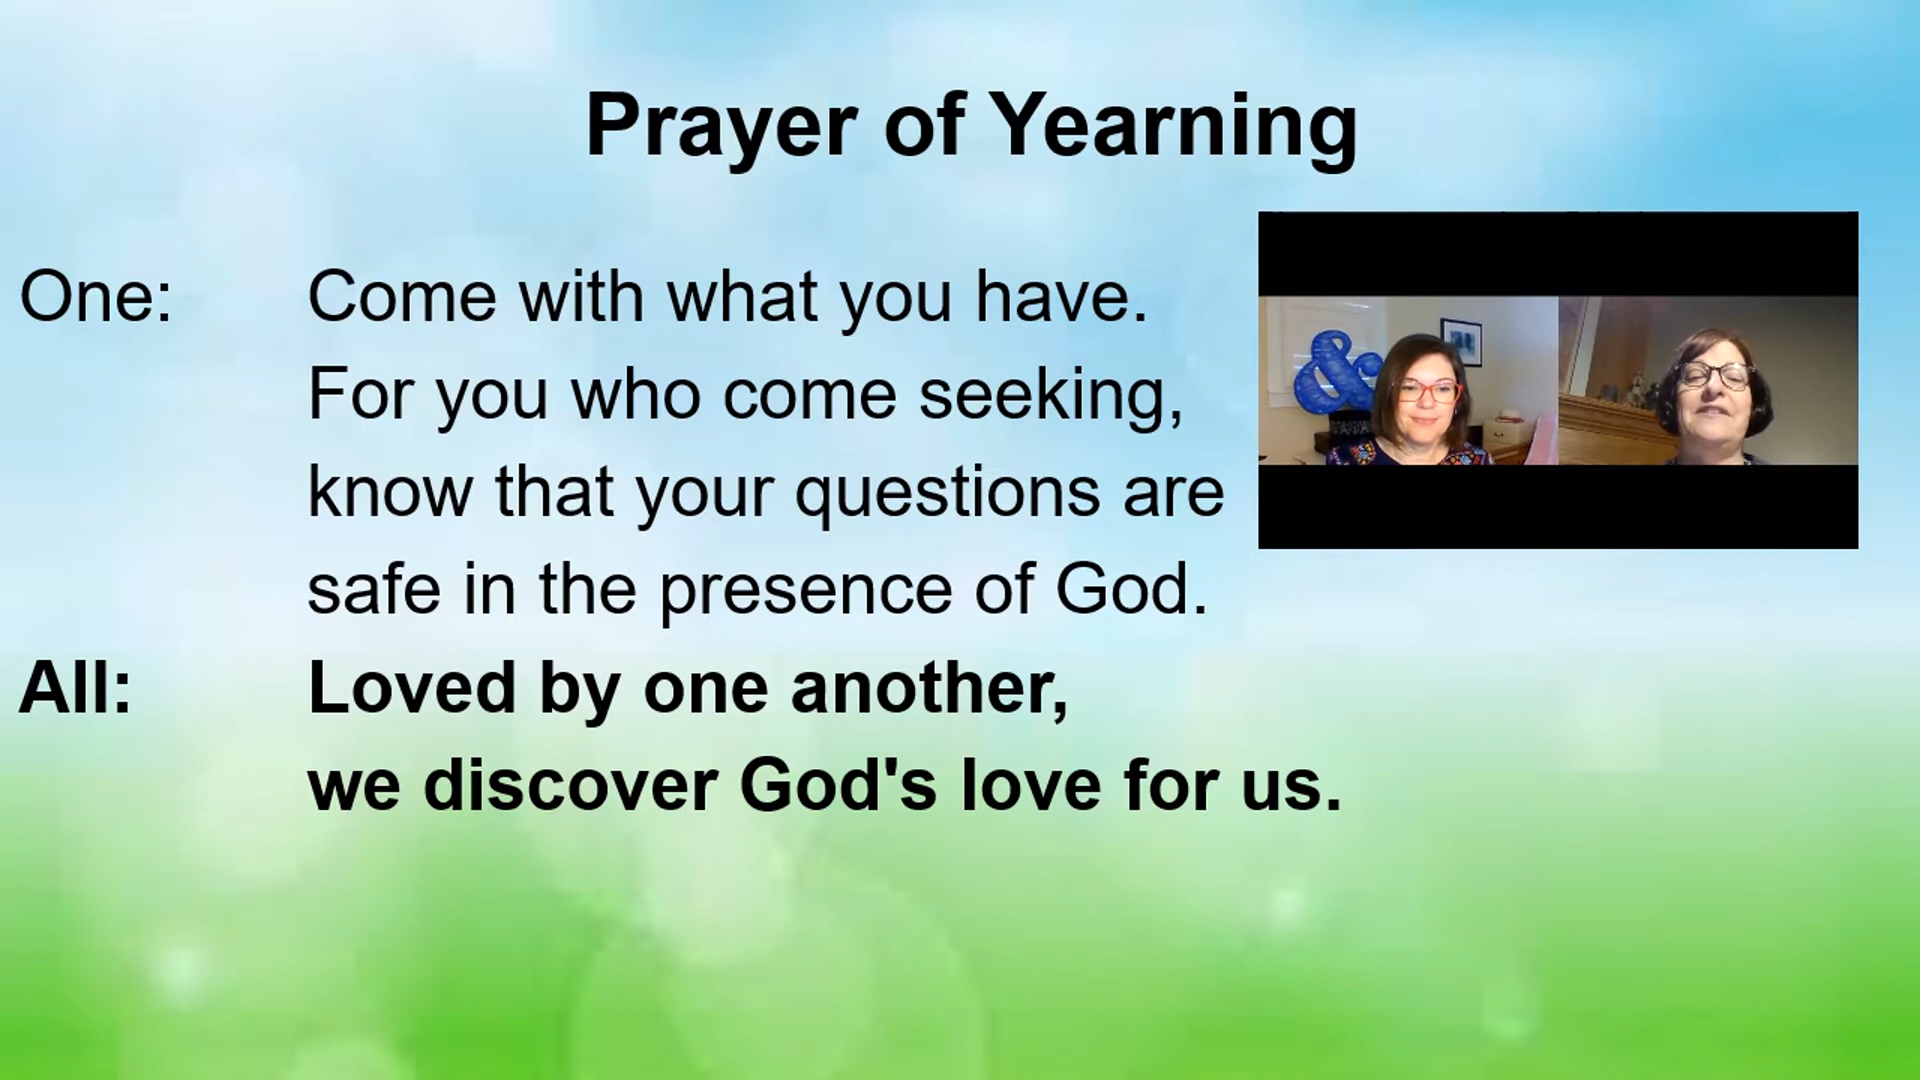 Prayer of Yearning
One: Come with what you have.
For you who come seeking,
know that your questions are
safe in the presence of God.
All: Loved by one another,
we discover God's love for us.
&